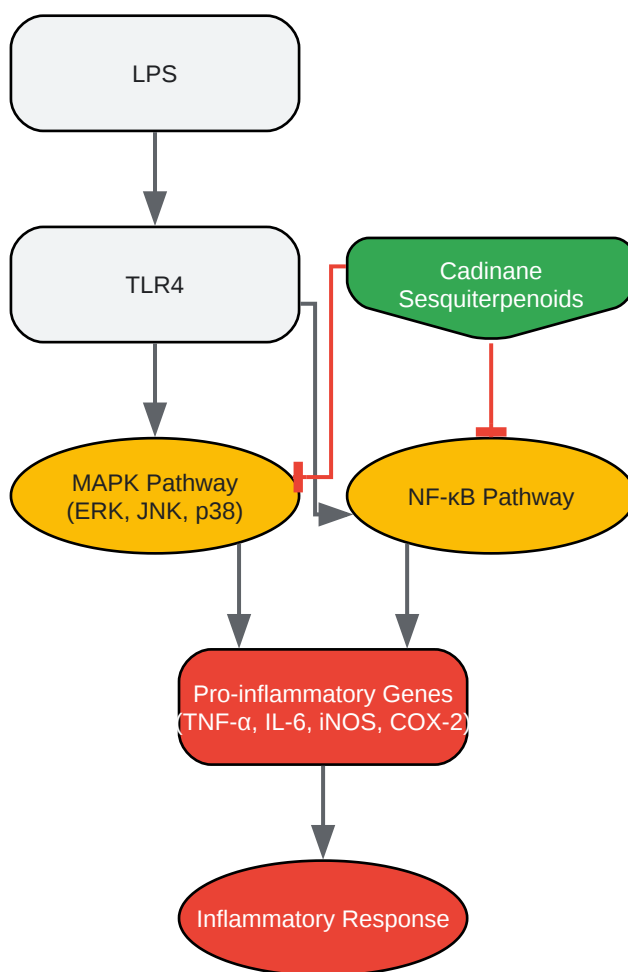 LPS
TLR4
Cadinane
Sesquiterpenoids
MAPK Pathway
(ERK, JNK, p38)
NF-κB Pathway
Pro-inflammatory Genes
(TNF-α, IL-6, iNOS, COX-2)
Inflammatory Response